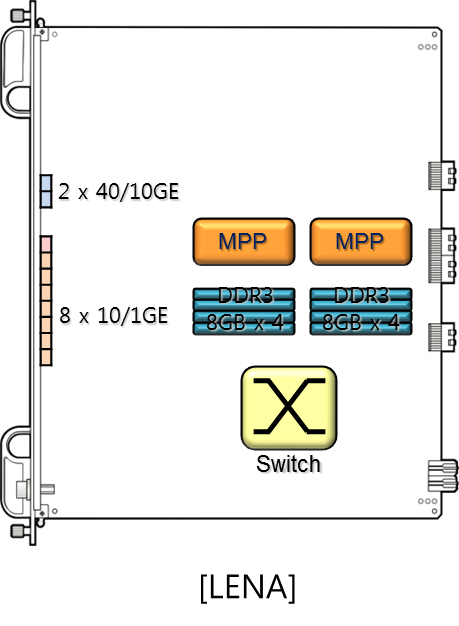 2 x 40/10GE
MPP
MPP
DDR3
8GB x 4
DDR3
8GB x 4
8 x 10/1GE
Switch
[LENA]